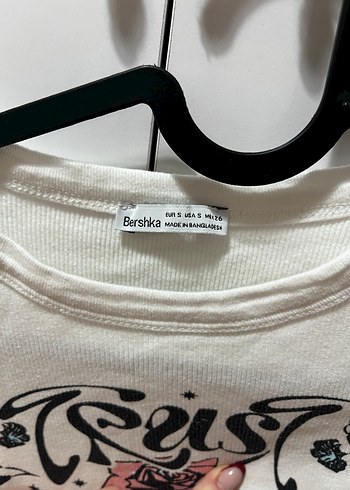 Bershka
EUR S USA S MEX 26
MADE IN BANGLADESH
TRUST